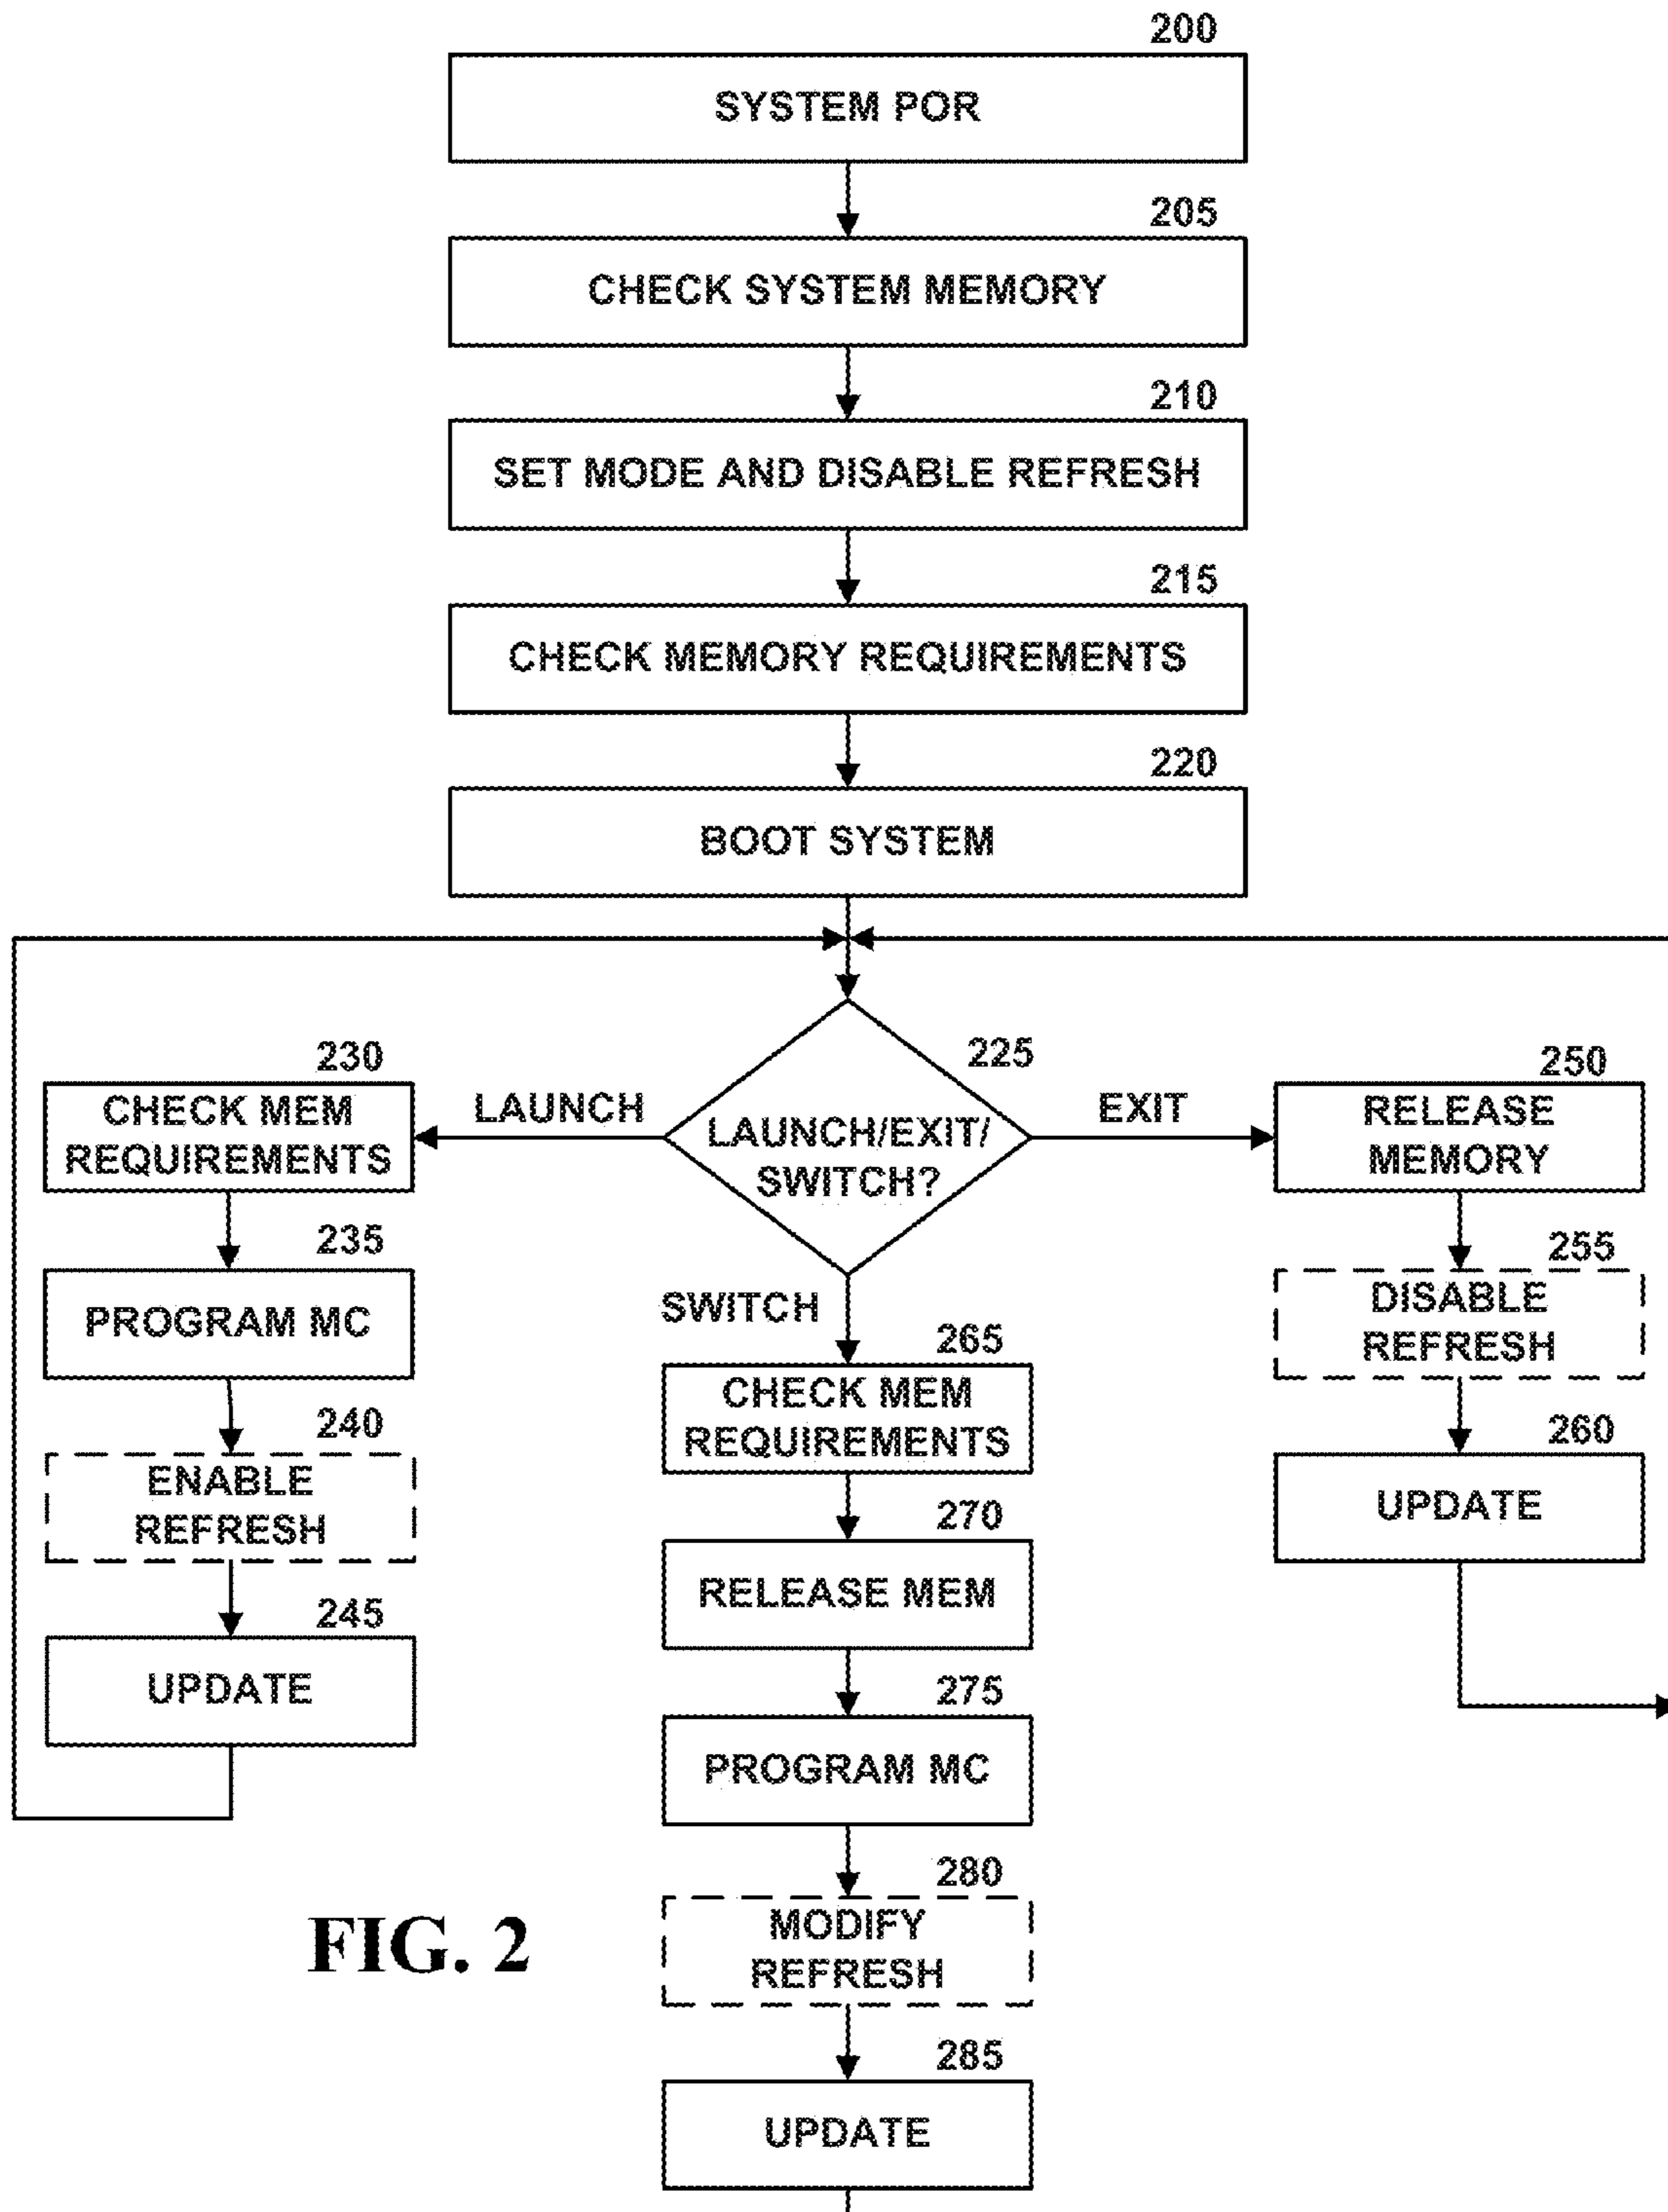 200
SYSTEM POR
205
CHECK SYSTEM MEMORY
210
SET MODE AND DISABLE REFRESH
215
CHECK MEMORY REQUIREMENTS
220
BOOT SYSTEM
225
LAUNCH/EXIT/
SWITCH?
LAUNCH
230
CHECK MEM
REQUIREMENTS
235
PROGRAM MC
240
ENABLE
REFRESH
245
UPDATE
EXIT
250
RELEASE
MEMORY
255
DISABLE
REFRESH
260
UPDATE
SWITCH
265
CHECK MEM
REQUIREMENTS
270
RELEASE MEM
275
PROGRAM MC
280
MODIFY
REFRESH
285
UPDATE
FIG. 2